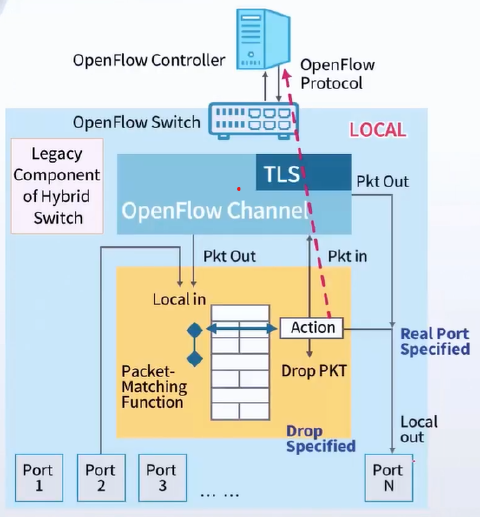 OpenFlow Controller
OpenFlow
Protocol
OpenFlow Switch
LOCAL
Legacy
Component
of Hybrid
Switch
TLS
Pkt Out
OpenFlow Channel
Pkt Out
Pkt in
Local in
Action
Real Port
Specified
Packet-
Matching
Function
Drop PKT
Drop
Specified
Local
out
Port
1
Port
2
Port
3
... ...
Port
N